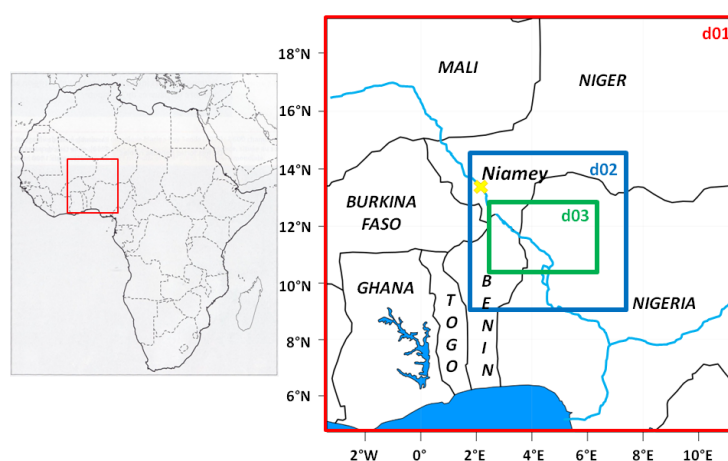 d01
18°N
MALI
NIGER
16°N
14°N
Niamey
d02
BURKINA
FASO
12°N
d03
10°N
GHANA
T
O
G
O
B
E
N
I
N
NIGERIA
8°N
6°N
2°W
0°
2°E
4°E
6°E
8°E
10°E